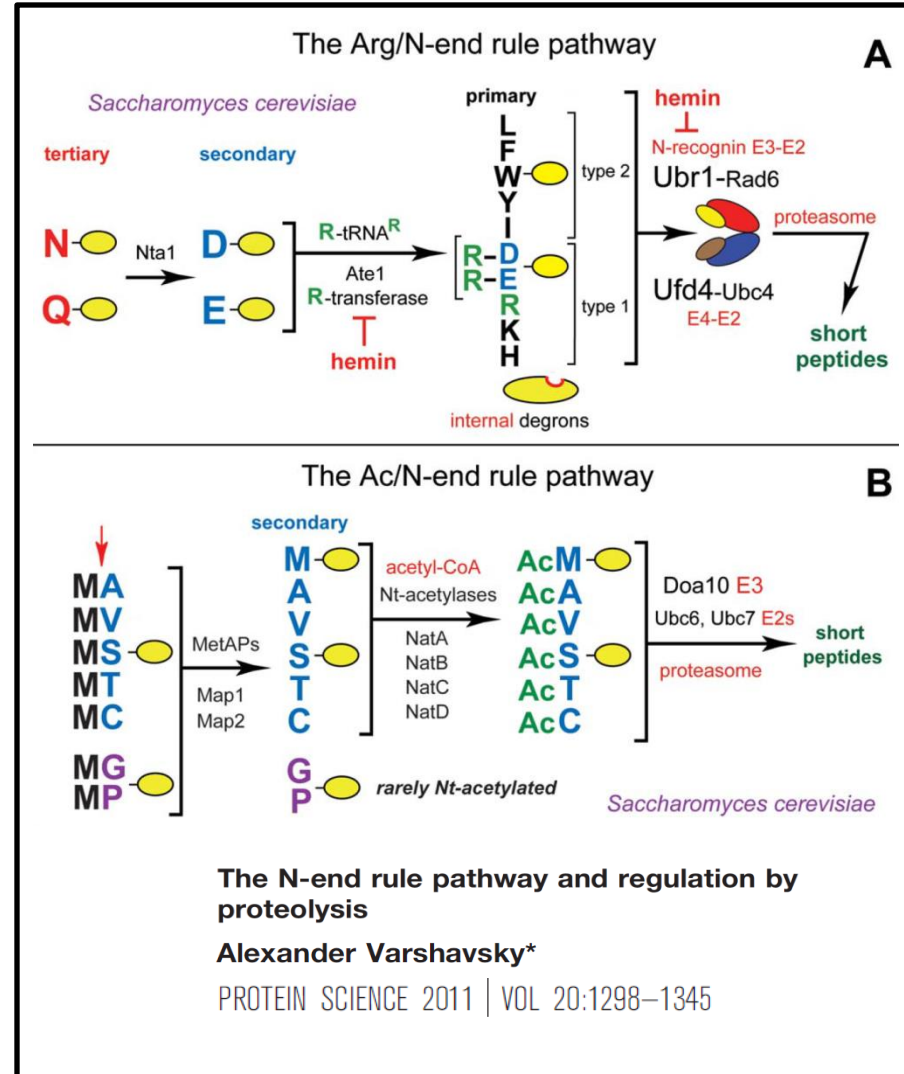 The Arg/N-end rule pathway
A
Saccharomyces cerevisiae
tertiary
secondary
primary
N
Q
Nta1
D
E
R-tRNAR
Ate1
R-transferase
hemin
L
F
W
Y
I
R-D
R-E
R
K
H
type 2
type 1
internal degrons
hemin
N-recognin E3-E2
Ubr1-Rad6
proteasome
Ufd4-Ubc4
E4-E2
short
peptides
The Ac/N-end rule pathway
B
MA
MV
MS
MT
MC
MG
MP
MetAPs
Map1
Map2
secondary
M
A
V
S
T
C
G
P
rarely Nt-acetylated
acetyl-CoA
Nt-acetylases
NatA
NatB
NatC
NatD
AcM
AcA
AcV
AcS
AcT
AcC
Doa10 E3
Ubc6, Ubc7 E2s
proteasome
short
peptides
Saccharomyces cerevisiae
The N-end rule pathway and regulation by
proteolysis
Alexander Varshavsky*
PROTEIN SCIENCE 2011 | VOL 20:1298–1345